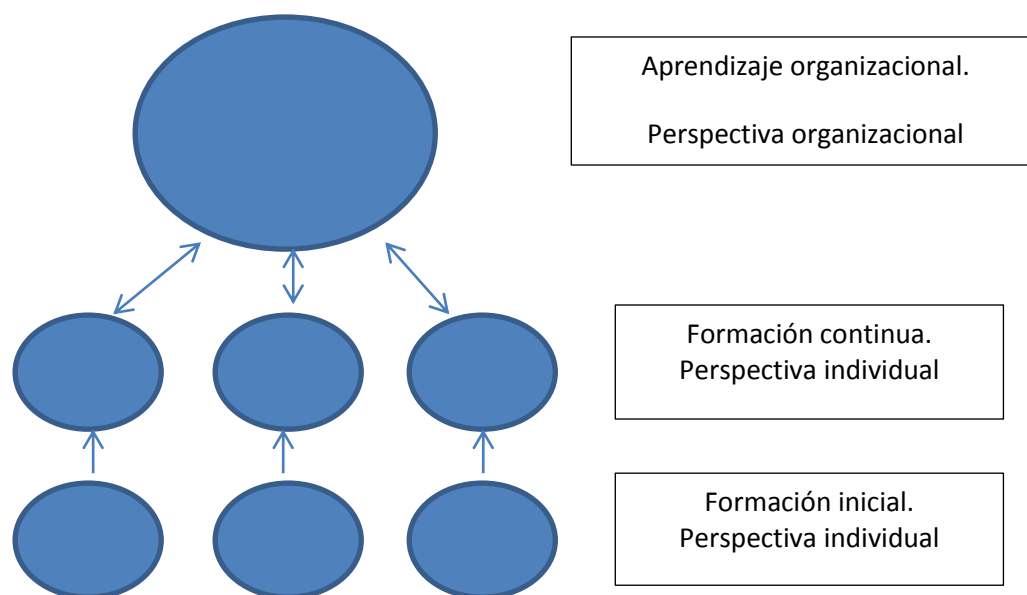 Aprendizaje organizacional.
Perspectiva organizacional
Formación continua.
Perspectiva individual
Formación inicial.
Perspectiva individual